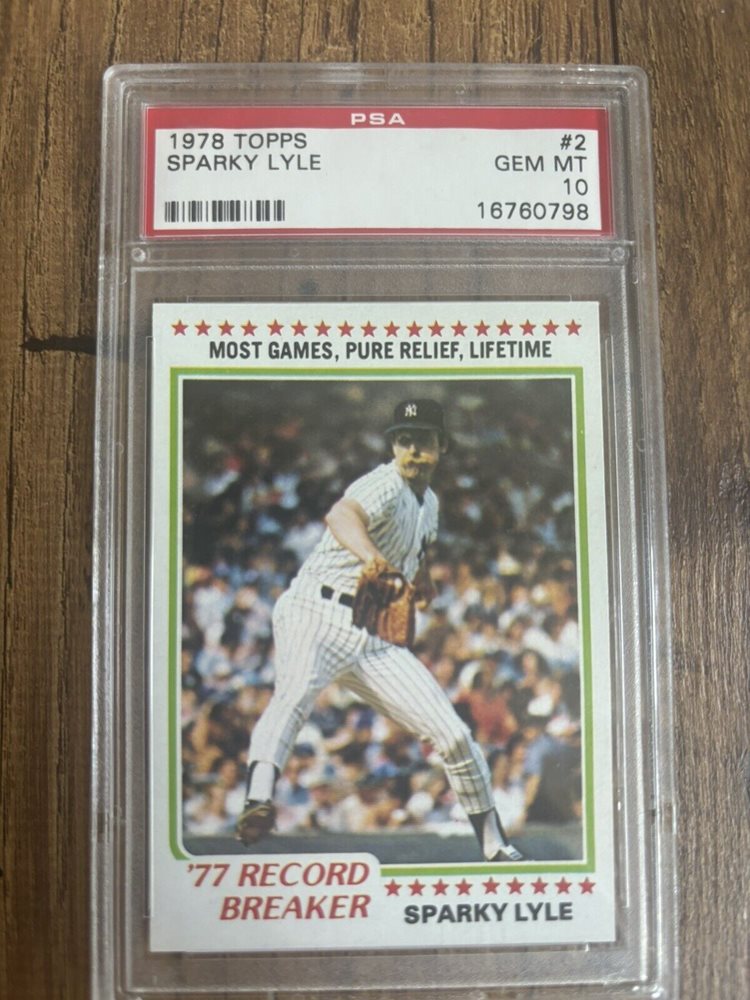 PSA
1978 TOPPS #2
SPARKY LYLE GEM MT
10
16760798
MOST GAMES, PURE RELIEF, LIFETIME
NY
'77 RECORD
BREAKER
SPARKY LYLE